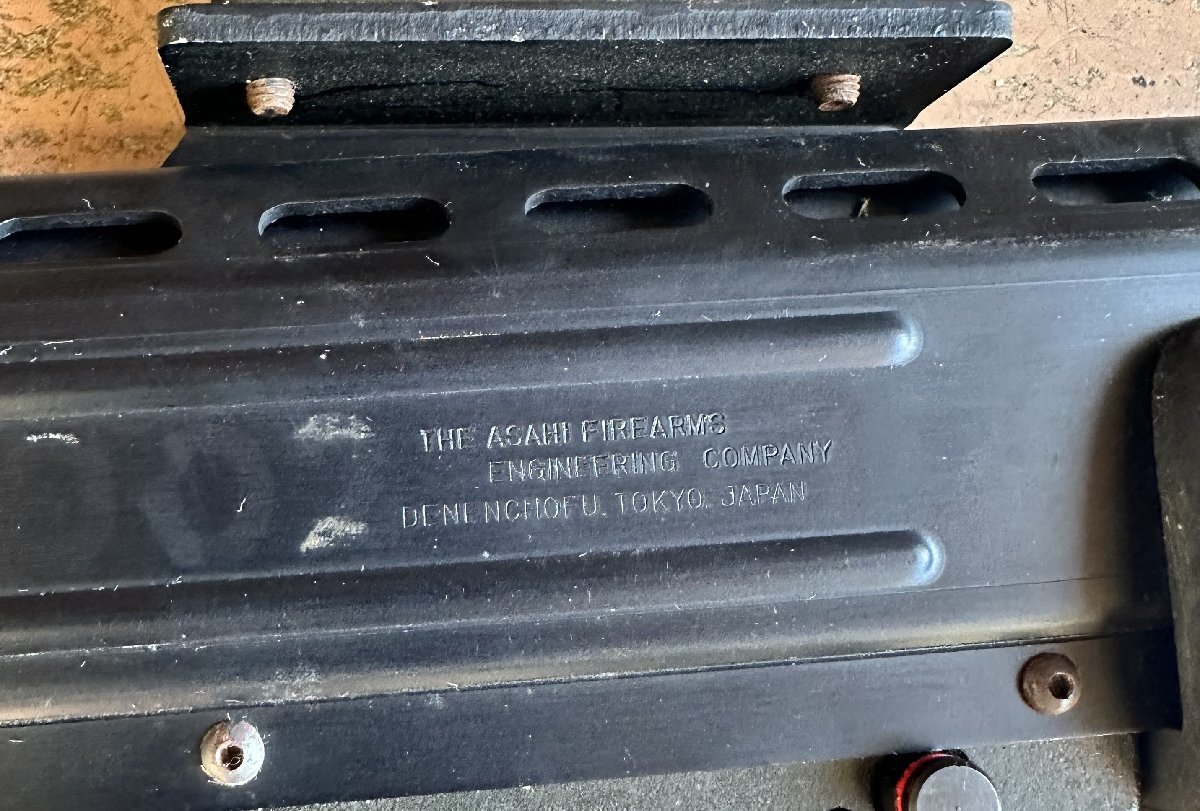 THE ASAHI FIREARMS
ENGINEERING COMPANY
DENENCHOFU. TOKYO. JAPAN